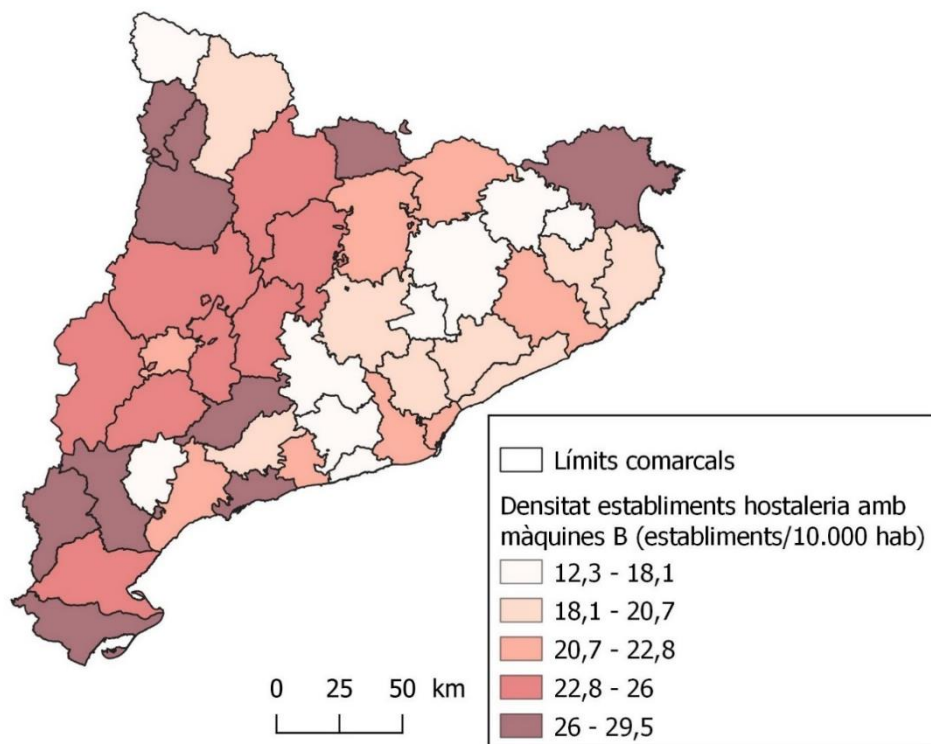 Límits comarcals
Densitat establiments hostaleria amb
màquines B (establiments/10.000 hab)
12,3 - 18,1
18,1 - 20,7
20,7 - 22,8
22,8 - 26
26 - 29,5
0 25 50 km